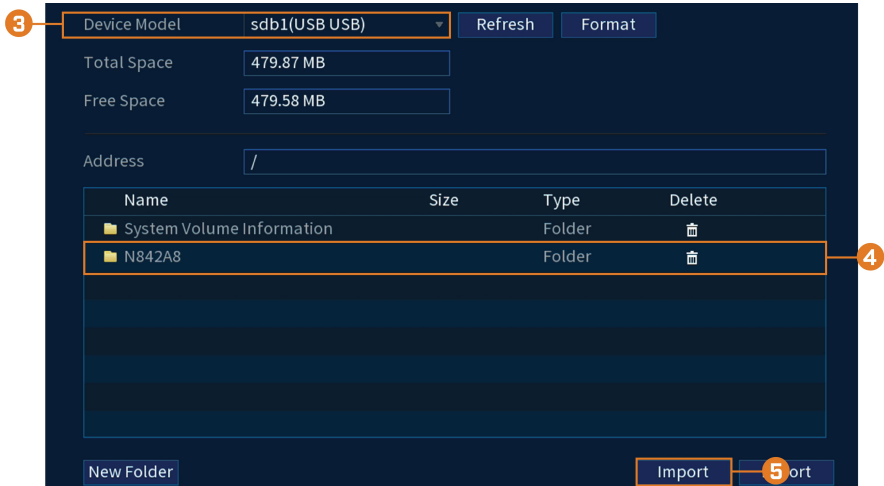 3 Device Model sdb1(USB USB) Refresh Format
Total Space 479.87 MB
Free Space 479.58 MB
Address /
Name Size Type Delete
System Volume Information Folder
N842A8 Folder 4
New Folder Import 5 ort